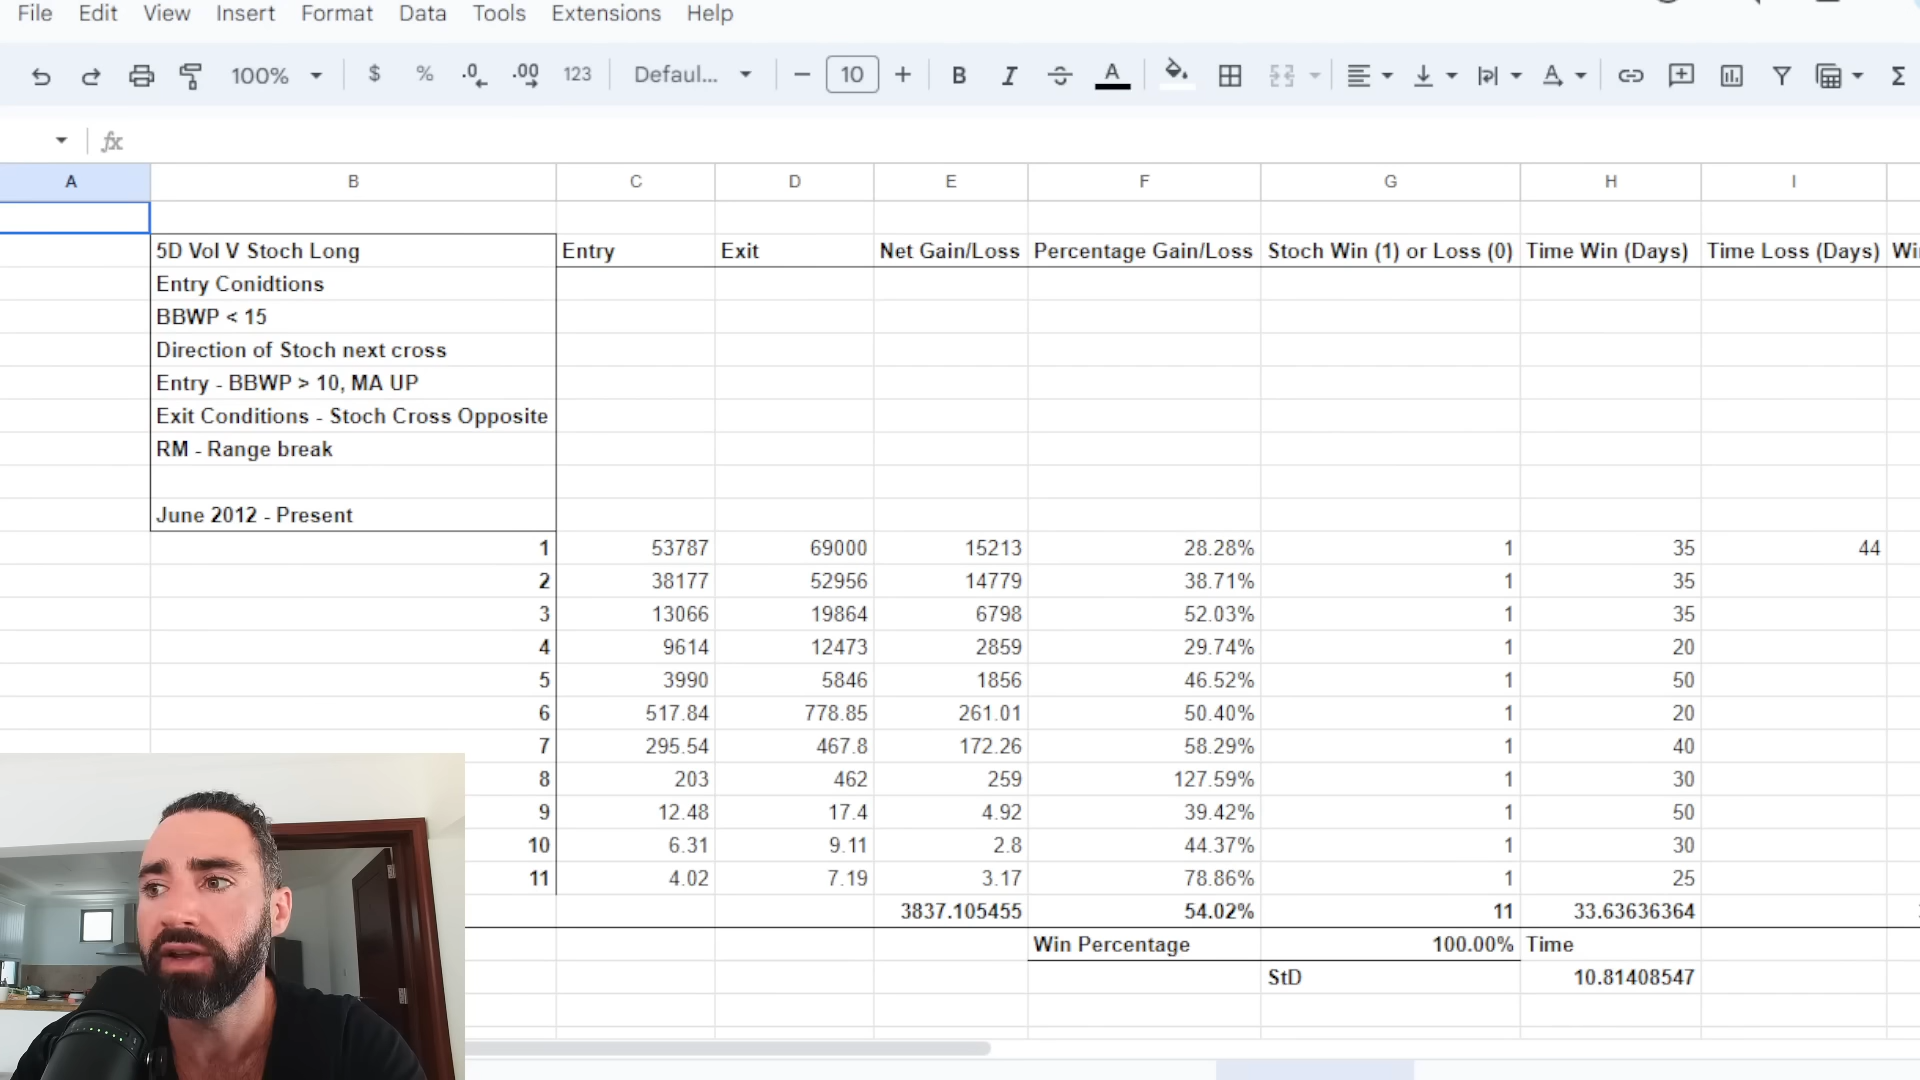 File Edit View Insert Format Data Tools Extensions Help
100% $ % .0 .00 123 Defaul... 10 B I A A Σ
fx
A B C D E F G H I
5D Vol V Stoch Long Entry Exit Net Gain/Loss Percentage Gain/Loss Stoch Win (1) or Loss (0) Time Win (Days) Time Loss (Days)
Entry Conidtions
BBWP < 15
Direction of Stoch next cross
Entry - BBWP > 10, MA UP
Exit Conditions - Stoch Cross Opposite
RM - Range break
June 2012 - Present
1 53787 69000 15213 28.28% 1 35 44
2 38177 52956 14779 38.71% 1 35
3 13066 19864 6798 52.03% 1 35
4 9614 12473 2859 29.74% 1 20
5 3990 5846 1856 46.52% 1 50
6 517.84 778.85 261.01 50.40% 1 20
7 295.54 467.8 172.26 58.29% 1 40
8 203 462 259 127.59% 1 30
9 12.48 17.4 4.92 39.42% 1 50
10 6.31 9.11 2.8 44.37% 1 30
11 4.02 7.19 3.17 78.86% 1 25
3837.105455 54.02% 11 33.63636364
Win Percentage 100.00% Time
StD 10.81408547